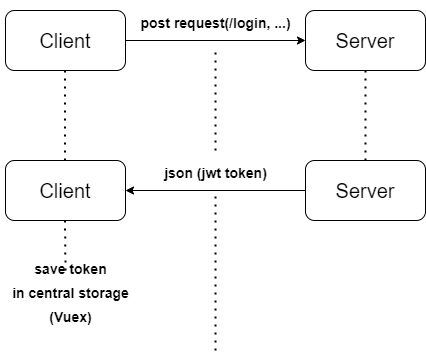 Client
post request(/login, ...)
Server
Client
json (jwt token)
Server
save token
in central storage
(Vuex)